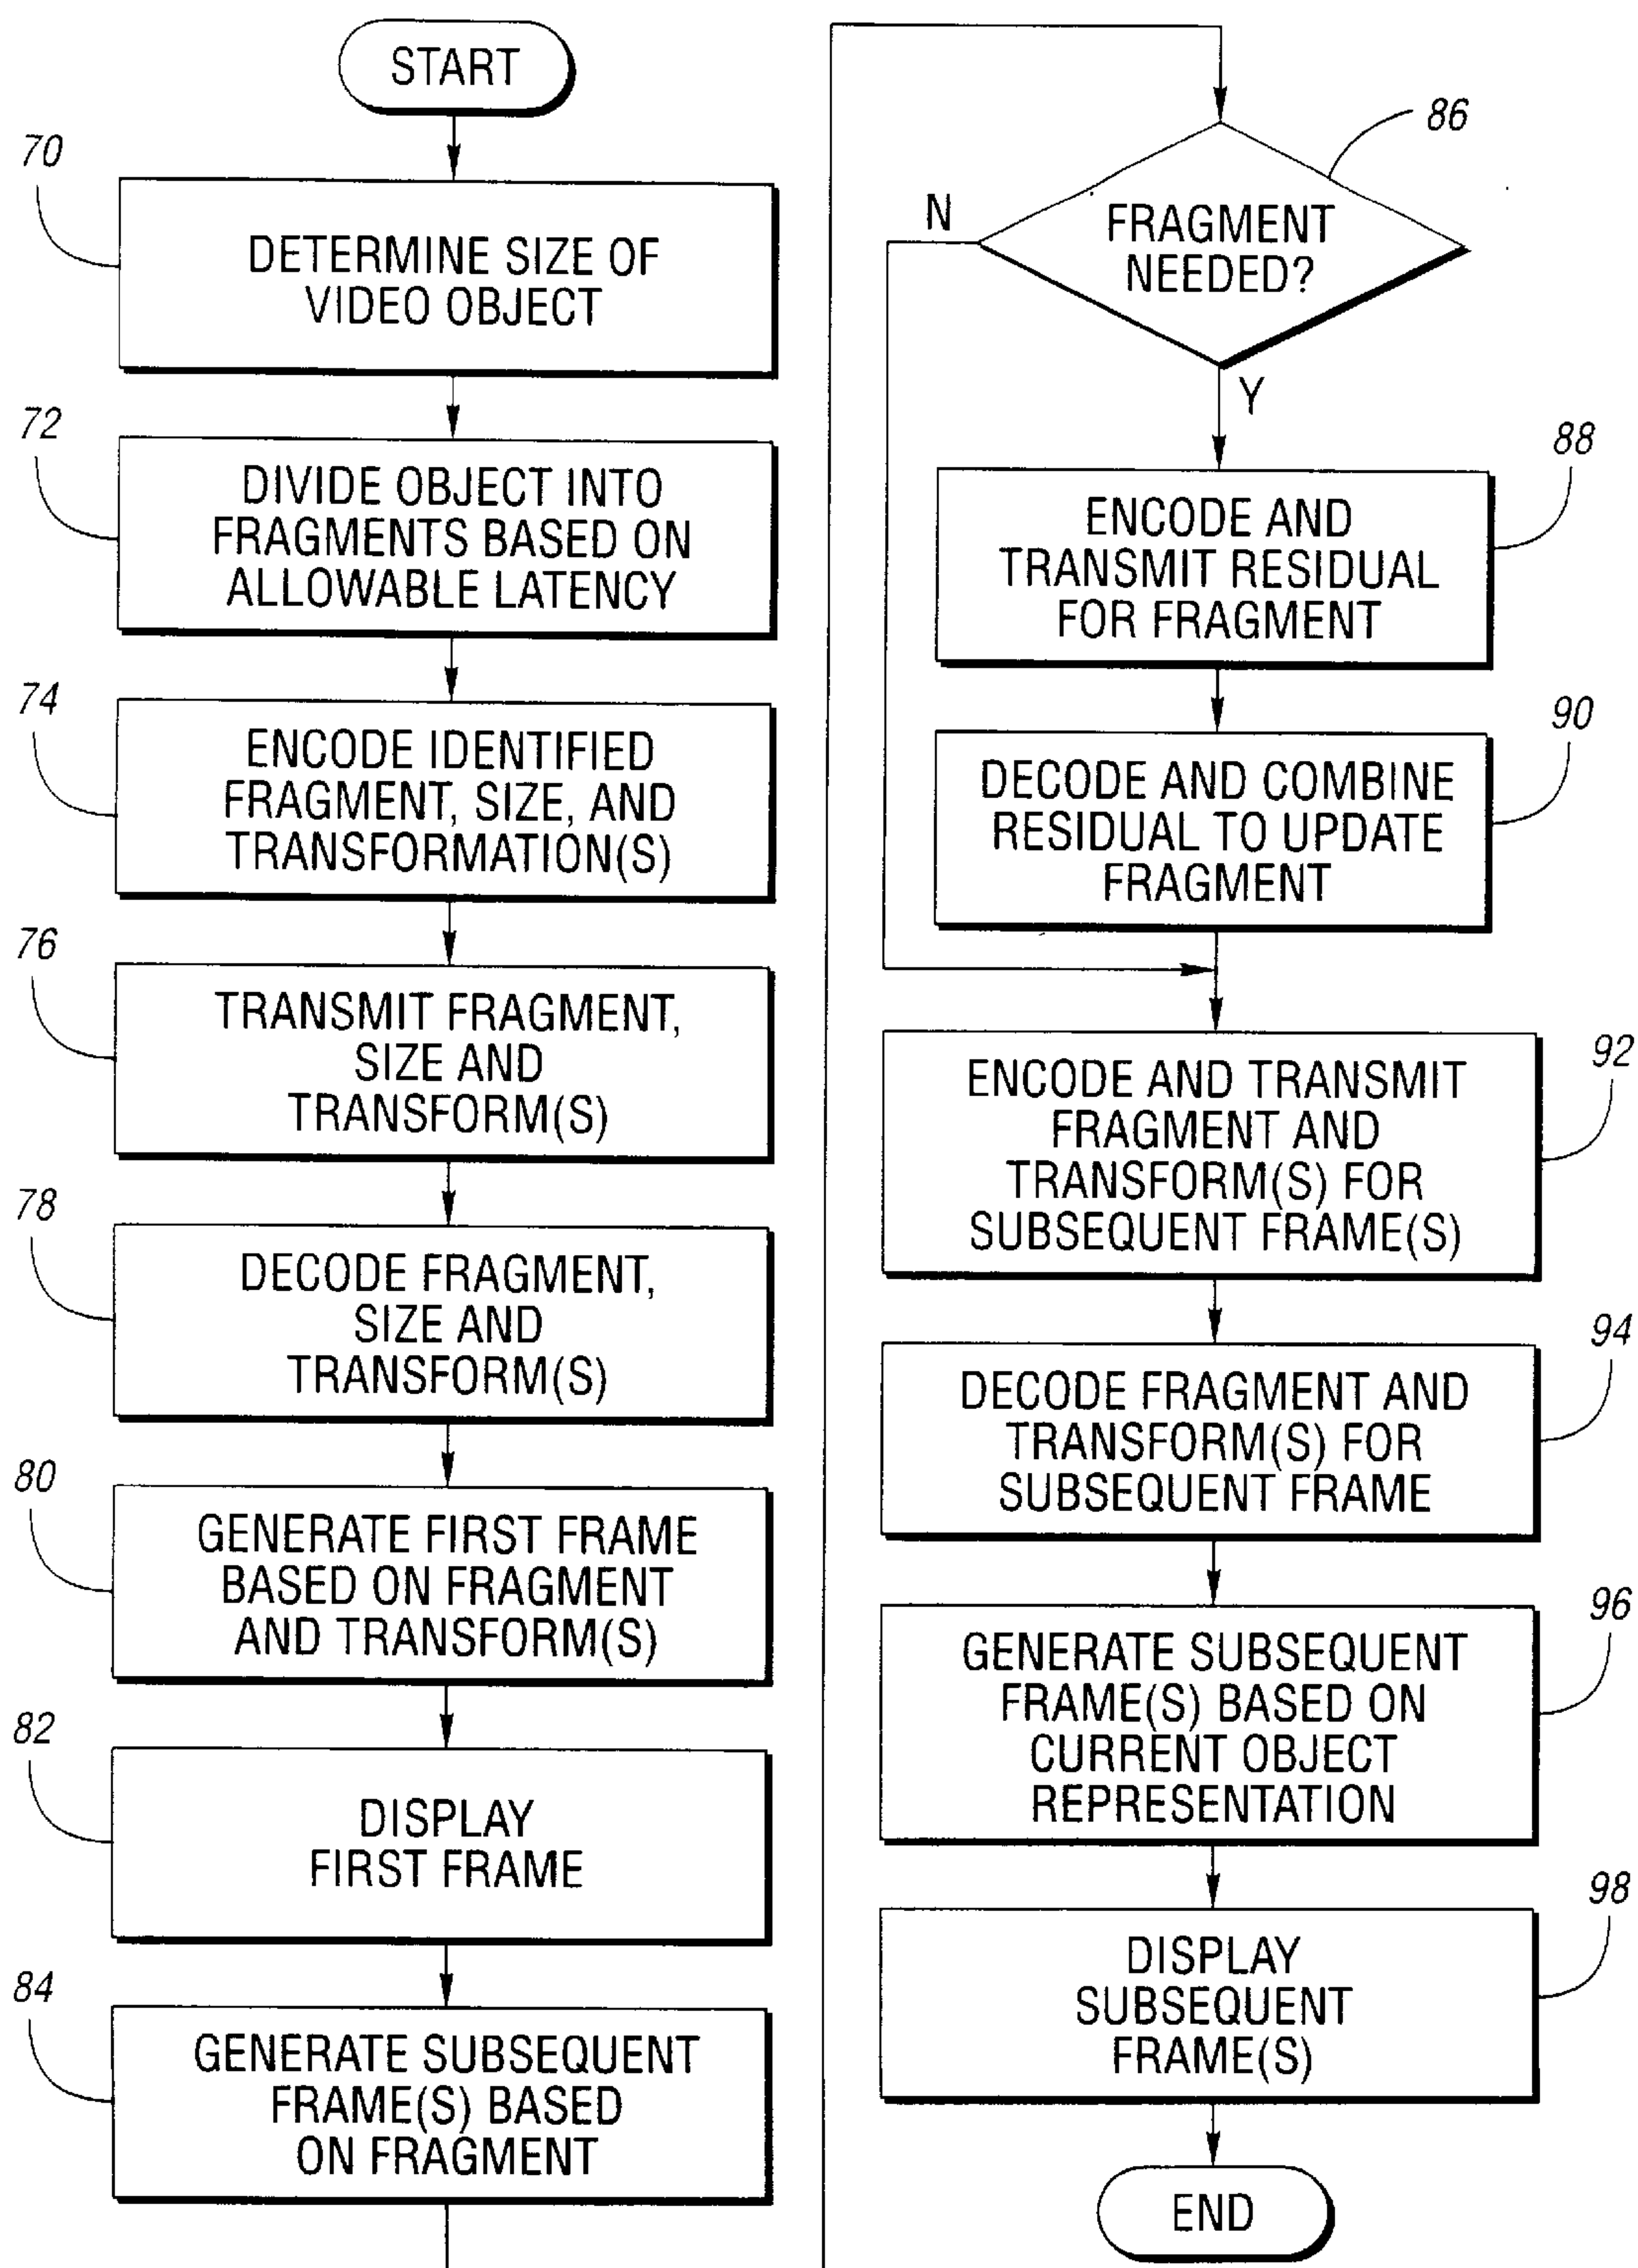 START
70
DETERMINE SIZE OF
VIDEO OBJECT
72
DIVIDE OBJECT INTO
FRAGMENTS BASED ON
ALLOWABLE LATENCY
74
ENCODE IDENTIFIED
FRAGMENT, SIZE, AND
TRANSFORMATION(S)
76
TRANSMIT FRAGMENT,
SIZE AND
TRANSFORM(S)
78
DECODE FRAGMENT,
SIZE AND
TRANSFORM(S)
80
GENERATE FIRST FRAME
BASED ON FRAGMENT
AND TRANSFORM(S)
82
DISPLAY
FIRST FRAME
84
GENERATE SUBSEQUENT
FRAME(S) BASED
ON FRAGMENT
86
N
FRAGMENT
NEEDED?
Y
88
ENCODE AND
TRANSMIT RESIDUAL
FOR FRAGMENT
90
DECODE AND COMBINE
RESIDUAL TO UPDATE
FRAGMENT
92
ENCODE AND TRANSMIT
FRAGMENT AND
TRANSFORM(S) FOR
SUBSEQUENT FRAME(S)
94
DECODE FRAGMENT AND
TRANSFORM(S) FOR
SUBSEQUENT FRAME
96
GENERATE SUBSEQUENT
FRAME(S) BASED ON
CURRENT OBJECT
REPRESENTATION
98
DISPLAY
SUBSEQUENT
FRAME(S)
END